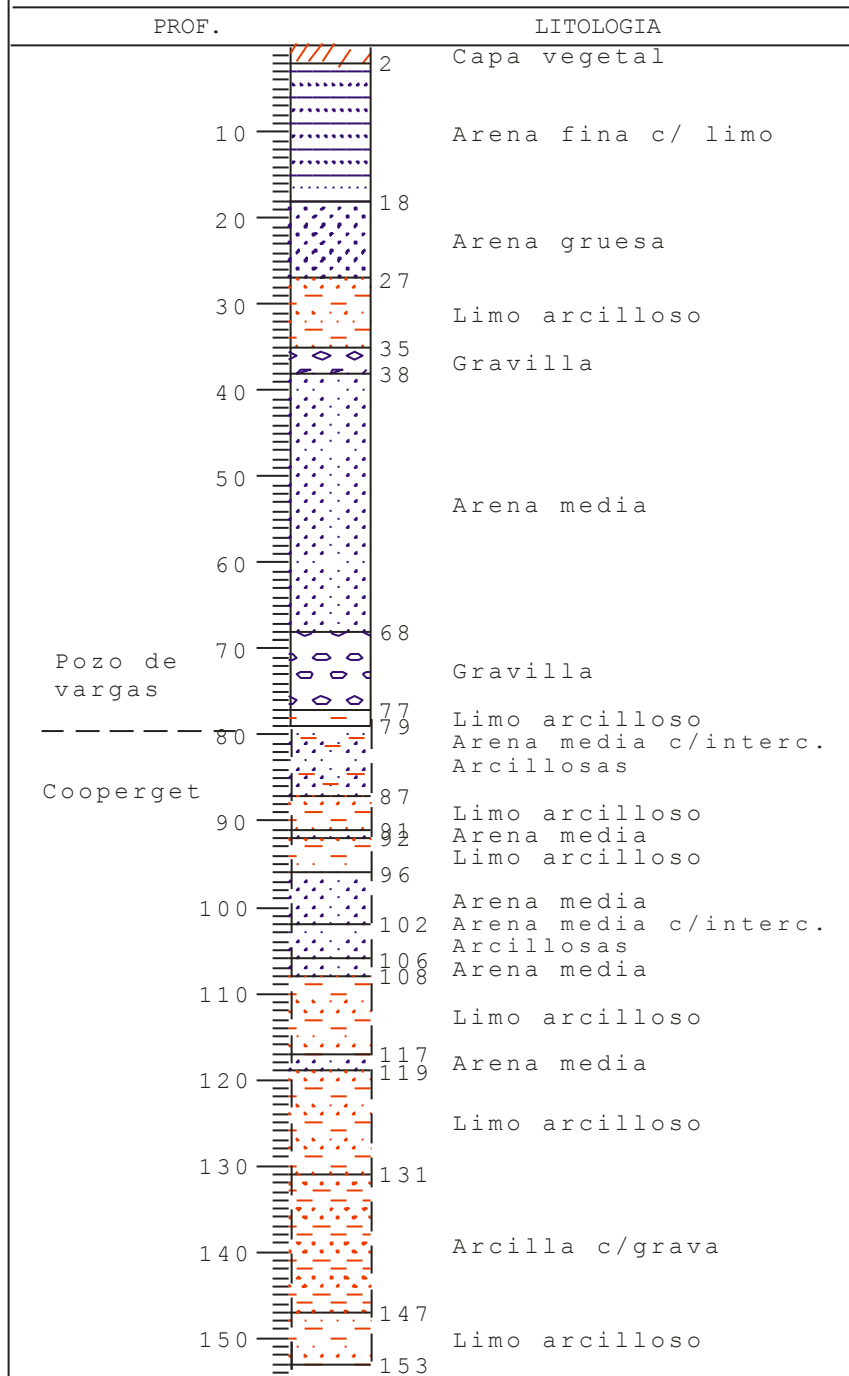 PROF. LITOLOGIA
Capa vegetal
2
10 Arena fina c/ limo
18
20
Arena gruesa
27
30
Limo arcilloso
35
Gravilla
38
40
50
Arena media
60
68
70
Pozo de
Gravilla
vargas
77
Limo arcilloso
79
80
Arena media c/interc.
Arcillosas
Cooperget
87
Limo arcilloso
90
91
Arena media
92
Limo arcilloso
96
Arena media
100
102 Arena media c/interc.
Arcillosas
106
Arena media
108
110
Limo arcilloso
117
Arena media
119
120
Limo arcilloso
130
131
140 Arcilla c/grava
147
150 Limo arcilloso
153